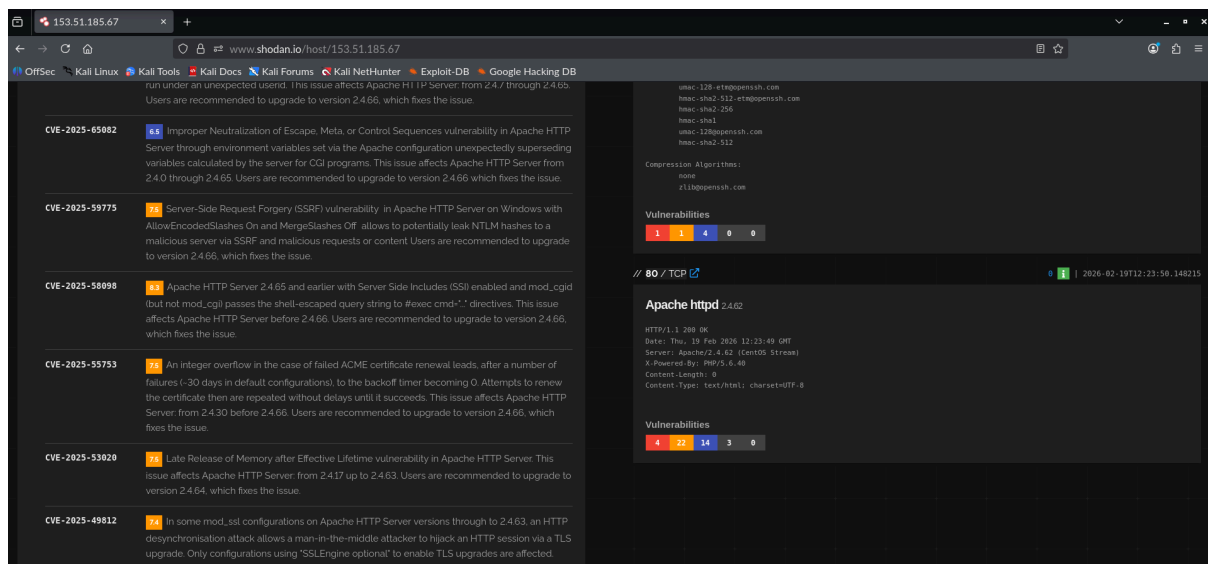 153.51.185.67
www.shodan.io/host/153.51.185.67
OffSec Kali Linux Kali Tools Kali Docs Kali Forums Kali NetHunter Exploit-DB Google Hacking DB
run under an unexpected userid. This issue affects Apache HTTP Server: from 2.4.7 through 2.4.65.
Users are recommended to upgrade to version 2.4.66, which fixes the issue.
CVE-2025-65082 6.5 Improper Neutralization of Escape, Meta, or Control Sequences vulnerability in Apache HTTP
Server through environment variables set via the Apache configuration unexpectedly superseding
variables calculated by the server for CGI programs. This issue affects Apache HTTP Server from
2.4.0 through 2.4.65. Users are recommended to upgrade to version 2.4.66 which fixes the issue.
CVE-2025-59775 7.5 Server-Side Request Forgery (SSRF) vulnerability in Apache HTTP Server on Windows with
AllowEncodedSlashes On and MergeSlashes Off allows to potentially leak NTLM hashes to a
malicious server via SSRF and malicious requests or content Users are recommended to upgrade
to version 2.4.66, which fixes the issue.
CVE-2025-58098 8.3 Apache HTTP Server 2.4.65 and earlier with Server Side Includes (SSI) enabled and mod_cgid
(but not mod_cgi) passes the shell-escaped query string to #exec cmd="..." directives. This issue
affects Apache HTTP Server before 2.4.66. Users are recommended to upgrade to version 2.4.66,
which fixes the issue.
CVE-2025-55753 7.5 An integer overflow in the case of failed ACME certificate renewal leads, after a number of
failures (~30 days in default configurations), to the backoff timer becoming 0. Attempts to renew
the certificate then are repeated without delays until it succeeds. This issue affects Apache HTTP
Server: from 2.4.30 before 2.4.66. Users are recommended to upgrade to version 2.4.66, which
fixes the issue.
CVE-2025-53020 7.5 Late Release of Memory after Effective Lifetime vulnerability in Apache HTTP Server. This
issue affects Apache HTTP Server: from 2.4.17 up to 2.4.63. Users are recommended to upgrade to
version 2.4.64, which fixes the issue.
CVE-2025-49812 7.4 In some mod_ssl configurations on Apache HTTP Server versions through to 2.4.63, an HTTP
desynchronisation attack allows a man-in-the-middle attacker to hijack an HTTP session via a TLS
upgrade. Only configurations using "SSLEngine optional" to enable TLS upgrades are affected.
umac-128-etm@openssh.com
hmac-sha2-512-etm@openssh.com
hmac-sha2-256
hmac-sha1
umac-128@openssh.com
hmac-sha2-512
Compression Algorithms:
none
zlib@openssh.com
Vulnerabilities
1 1 4 0 0
// 80 / TCP 0 | 2026-02-19T12:23:50.148215
Apache httpd 2.4.62
HTTP/1.1 200 OK
Date: Thu, 19 Feb 2026 12:23:49 GMT
Server: Apache/2.4.62 (CentOS Stream)
X-Powered-By: PHP/5.6.40
Content-Length: 0
Content-Type: text/html; charset=UTF-8
Vulnerabilities
4 22 14 3 0